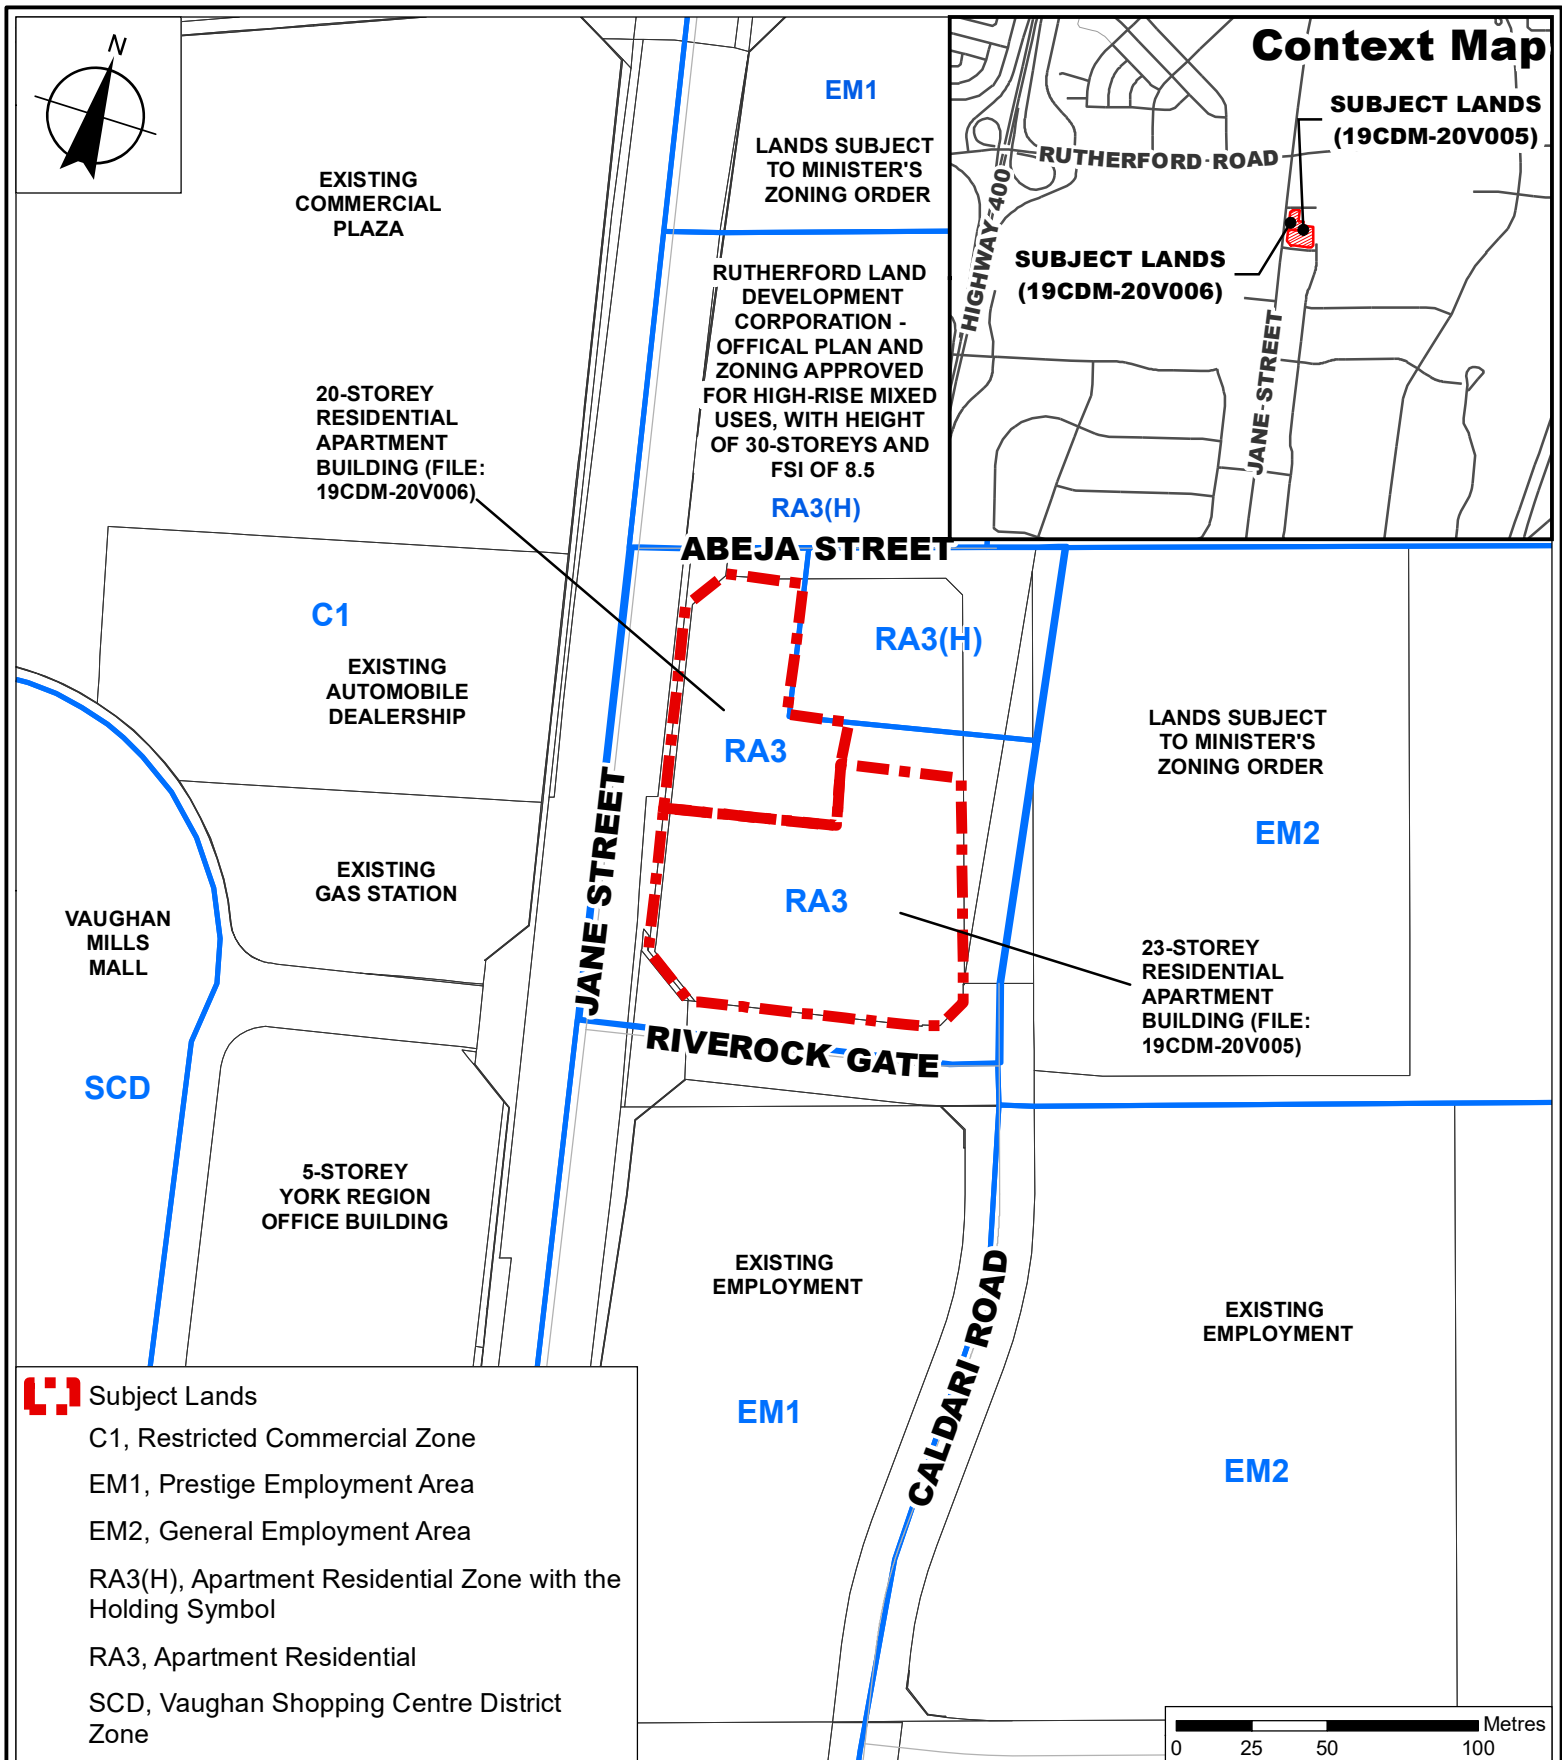 N
Context Map
SUBJECT LANDS
(19CDM-20V005)
RUTHERFORD ROAD
HIGHWAY 400
SUBJECT LANDS
(19CDM-20V006)
JANE STREET
EM1
LANDS SUBJECT
TO MINISTER'S
ZONING ORDER
EXISTING
COMMERCIAL
PLAZA
RUTHERFORD LAND
DEVELOPMENT
CORPORATION -
OFFICAL PLAN AND
ZONING APPROVED
FOR HIGH-RISE MIXED
USES, WITH HEIGHT
OF 30-STOREYS AND
FSI OF 8.5
RA3(H)
20-STOREY
RESIDENTIAL
APARTMENT
BUILDING (FILE:
19CDM-20V006)
ABEJA STREET
C1
EXISTING
AUTOMOBILE
DEALERSHIP
RA3(H)
RA3
LANDS SUBJECT
TO MINISTER'S
ZONING ORDER
EM2
JANE STREET
EXISTING
GAS STATION
RA3
VAUGHAN
MILLS
MALL
23-STOREY
RESIDENTIAL
APARTMENT
BUILDING (FILE:
19CDM-20V005)
RIVEROCK GATE
SCD
5-STOREY
YORK REGION
OFFICE BUILDING
EXISTING
EMPLOYMENT
EM1
CALDARI ROAD
EXISTING
EMPLOYMENT
EM2
Subject Lands
C1, Restricted Commercial Zone
EM1, Prestige Employment Area
EM2, General Employment Area
RA3(H), Apartment Residential Zone with the
Holding Symbol
RA3, Apartment Residential
SCD, Vaughan Shopping Centre District
Zone
Metres
0 25 50 100